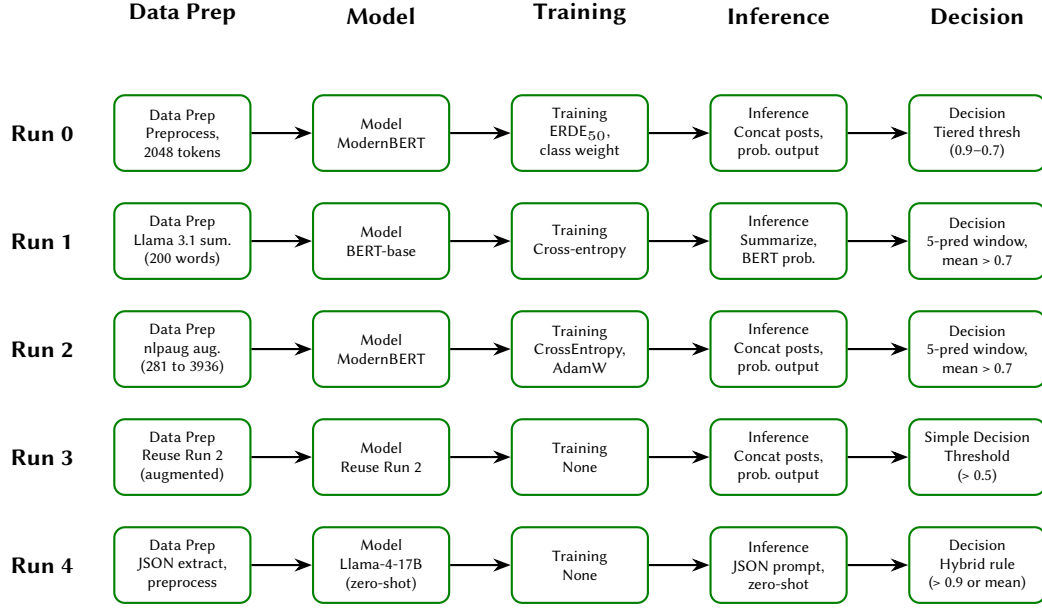 Data Prep Model Training Inference Decision
Run 0
Data Prep
Preprocess,
2048 tokens
Model
ModernBERT
Training
ERDE50,
class weight
Inference
Concat posts,
prob. output
Decision
Tiered thresh
(0.9–0.7)
Run 1
Data Prep
Llama 3.1 sum.
(200 words)
Model
BERT-base
Training
Cross-entropy
Inference
Summarize,
BERT prob.
Decision
5-pred window,
mean > 0.7
Run 2
Data Prep
nlpaug aug.
(281 to 3936)
Model
ModernBERT
Training
CrossEntropy,
AdamW
Inference
Concat posts,
prob. output
Decision
5-pred window,
mean > 0.7
Run 3
Data Prep
Reuse Run 2
(augmented)
Model
Reuse Run 2
Training
None
Inference
Concat posts,
prob. output
Simple Decision
Threshold
(> 0.5)
Run 4
Data Prep
JSON extract,
preprocess
Model
Llama-4-17B
(zero-shot)
Training
None
Inference
JSON prompt,
zero-shot
Decision
Hybrid rule
(> 0.9 or mean)